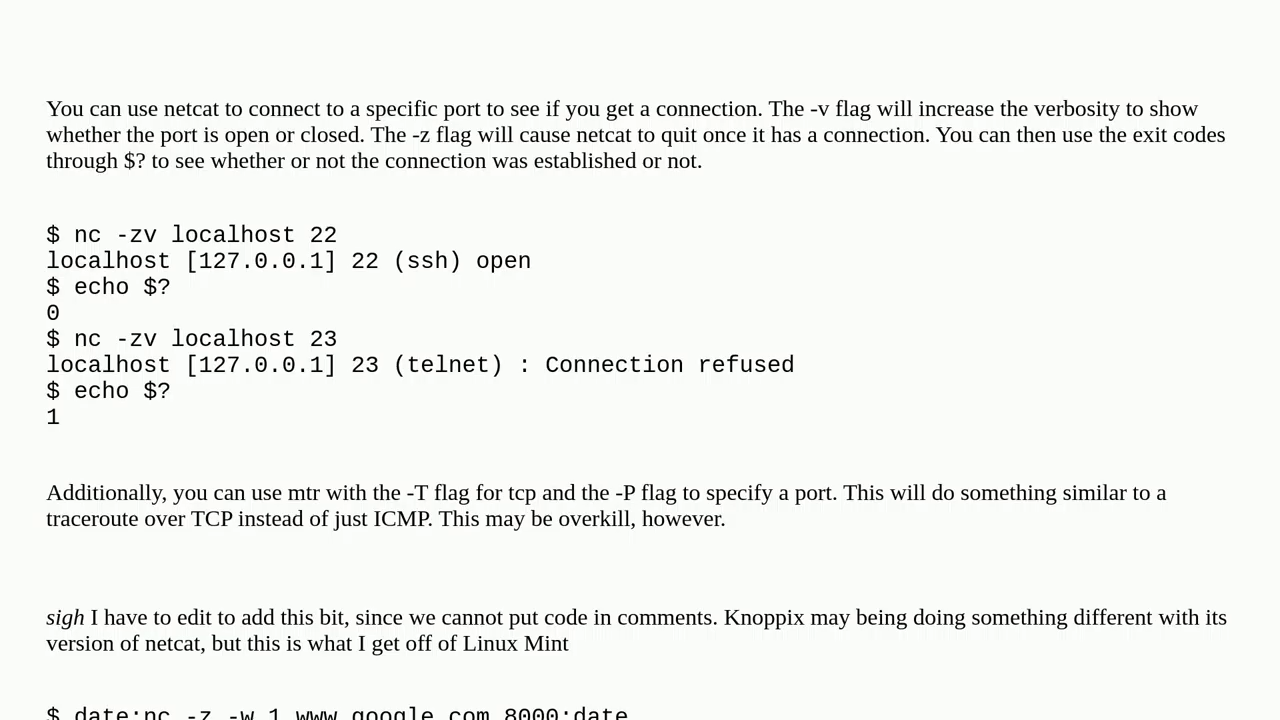 You can use netcat to connect to a specific port to see if you get a connection. The -v flag will increase the verbosity to show
whether the port is open or closed. The -z flag will cause netcat to quit once it has a connection. You can then use the exit codes
through $? to see whether or not the connection was established or not.
$ nc -zv localhost 22
localhost [127.0.0.1] 22 (ssh) open
$ echo $?
0
$ nc -zv localhost 23
localhost [127.0.0.1] 23 (telnet) : Connection refused
$ echo $?
1
Additionally, you can use mtr with the -T flag for tcp and the -P flag to specify a port. This will do something similar to a
traceroute over TCP instead of just ICMP. This may be overkill, however.
sigh I have to edit to add this bit, since we cannot put code in comments. Knoppix may being doing something different with its
version of netcat, but this is what I get off of Linux Mint
$ date;nc -z -w 1 www.google.com 8000;date